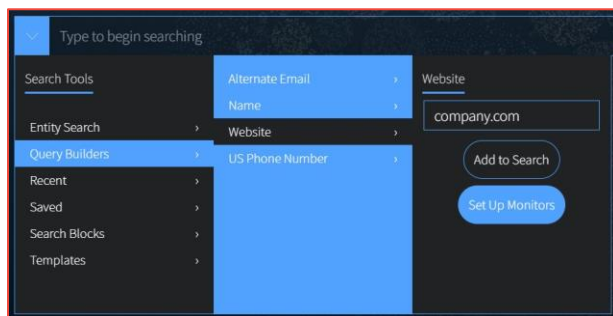 Type to begin searching
Search Tools
Entity Search
Query Builders
Recent
Saved
Search Blocks
Templates
Alternate Email
Name
Website
US Phone Number
Website
company.com
Add to Search
Set Up Monitors